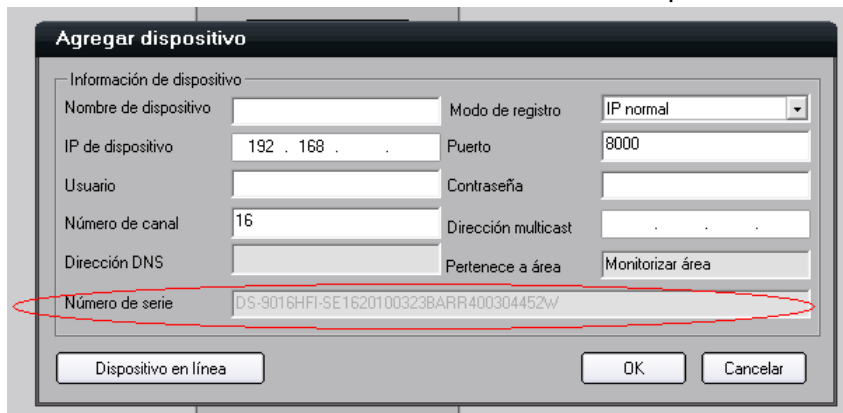 Agregar dispositivo
Información de dispositivo
Nombre de dispositivo Modo de registro IP normal
IP de dispositivo 192 . 168 . . Puerto 8000
Usuario Contraseña
Número de canal 16 Dirección multicast . . .
Dirección DNS Pertenece a área Monitorizar área
Número de serie DS-9016HFI-SE1620100323BARR400304452W
Dispositivo en línea OK Cancelar